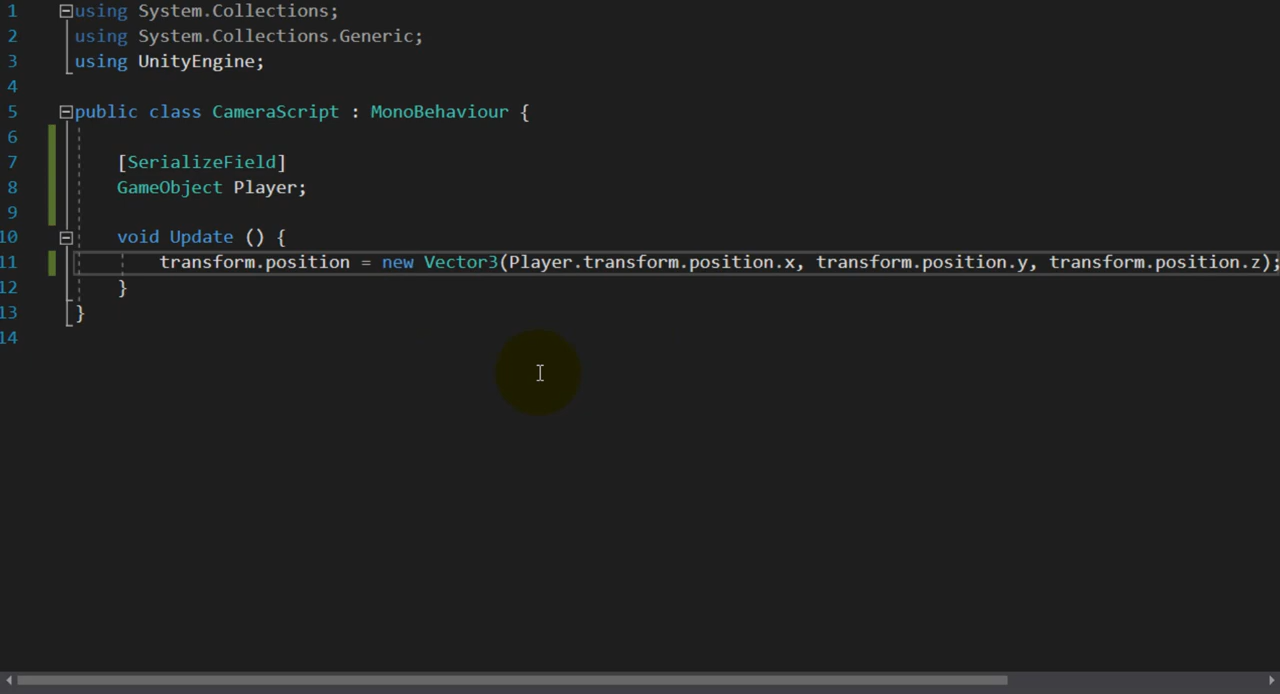 1 using System.Collections;
2 using System.Collections.Generic;
3 using UnityEngine;
4
5 public class CameraScript : MonoBehaviour {
6
7 [SerializeField]
8 GameObject Player;
9
10 void Update () {
11 transform.position = new Vector3(Player.transform.position.x, transform.position.y, transform.position.z);
12 }
13 }
14